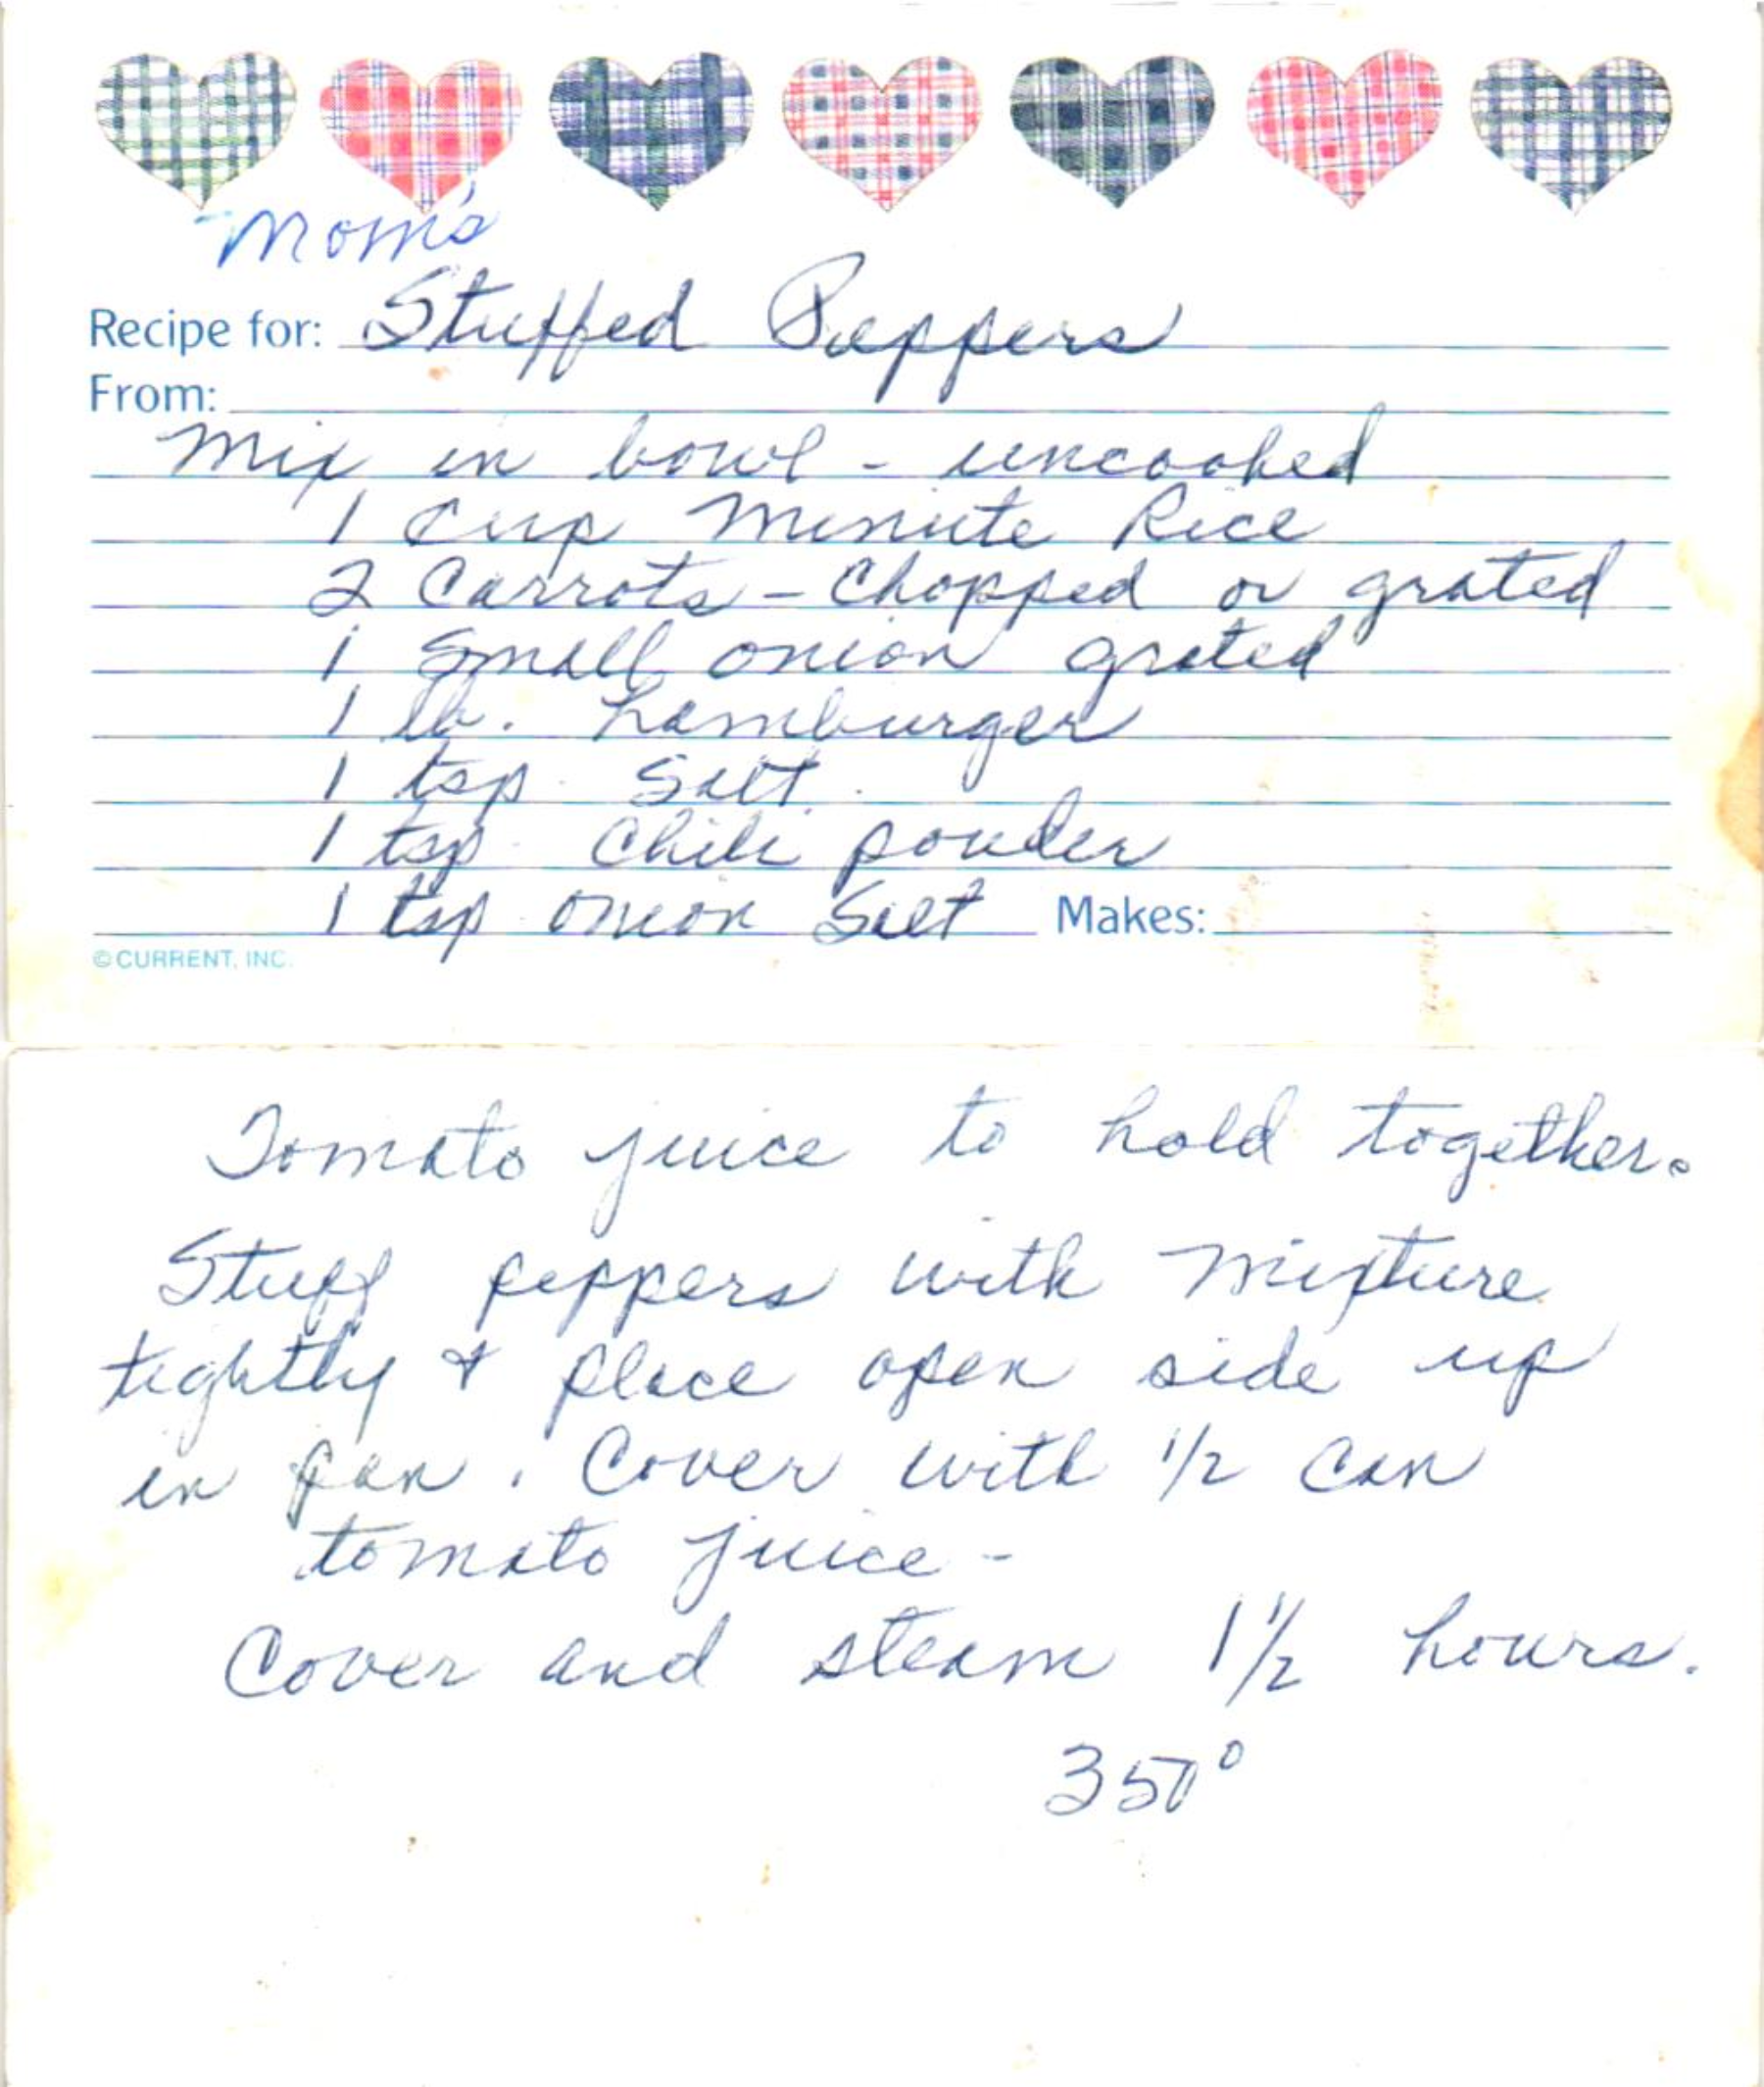 Mom's
Recipe for: Stuffed Peppers
From:
Mix in bowl - uncooked
1 cup Minute Rice
2 Carrots - Chopped or grated
1 small onion grated
1 lb. hamburger
1 tsp salt
1 tsp Chili powder
1 tsp onion salt Makes:
© CURRENT, INC.
Tomato juice to hold together.
Stuff peppers with mixture
tightly & place open side up
in pan. Cover with 1/2 can
tomato juice -
Cover and steam 1 1/2 hours.
350°